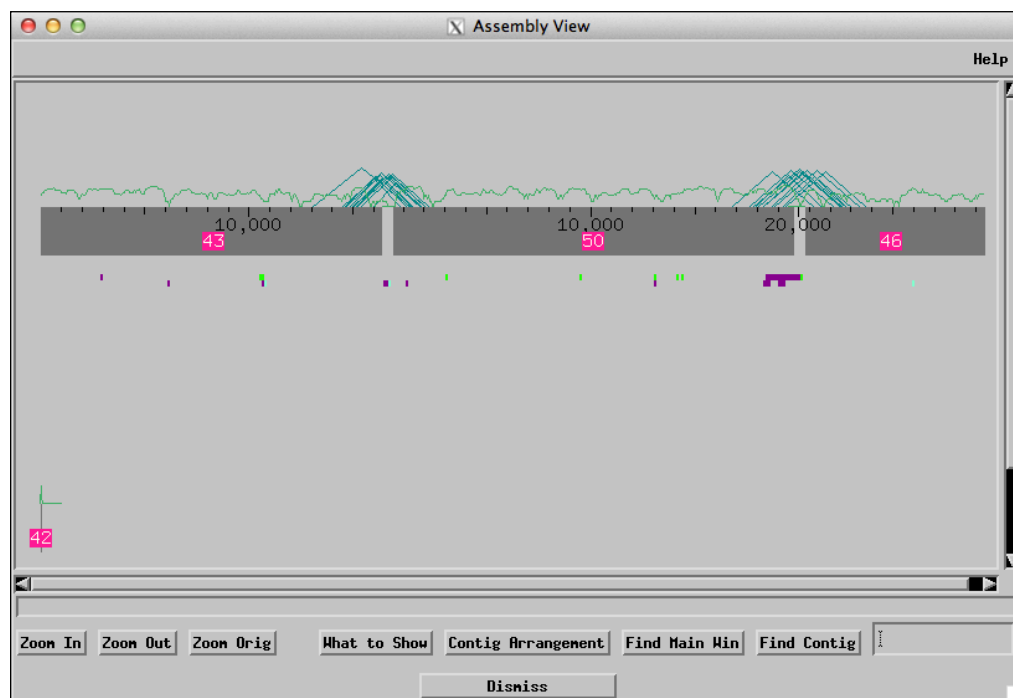 Assembly View
Help
10,000 10,000 20,000
43 50 46
42
Zoom In Zoom Out Zoom Orig What to Show Contig Arrangement Find Main Win Find Contig
Dismiss